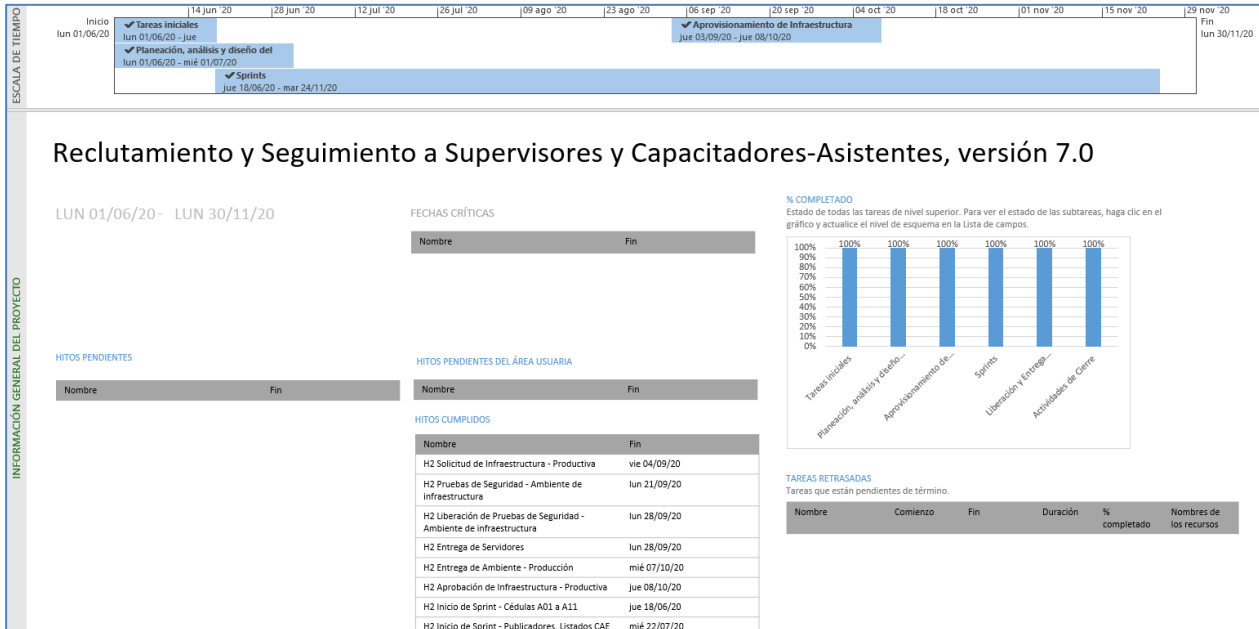 ESCALA DE TIEMPO
14 jun '20
28 jun '20
12 jul '20
26 jul '20
09 ago '20
23 ago '20
06 sep '20
20 sep '20
04 oct '20
18 oct '20
01 nov '20
15 nov '20
29 nov '20
Inicio
lun 01/06/20
Tareas iniciales
lun 01/06/20 - jue
Aprovisionamiento de Infraestructura
jue 03/09/20 - jue 08/10/20
Fin
lun 30/11/20
Planeación, análisis y diseño del
lun 01/06/20 - mié 01/07/20
Sprints
jue 18/06/20 - mar 24/11/20
INFORMACIÓN GENERAL DEL PROYECTO
Reclutamiento y Seguimiento a Supervisores y Capacitadores-Asistentes, versión 7.0
LUN 01/06/20 - LUN 30/11/20
FECHAS CRÍTICAS
Nombre Fin
HITOS PENDIENTES
Nombre Fin
HITOS PENDIENTES DEL ÁREA USUARIA
Nombre Fin
HITOS CUMPLIDOS
Nombre Fin
H2 Solicitud de Infraestructura - Productiva vie 04/09/20
H2 Pruebas de Seguridad - Ambiente de lun 21/09/20
infraestructura
H2 Liberación de Pruebas de Seguridad - lun 28/09/20
Ambiente de infraestructura
H2 Entrega de Servidores lun 28/09/20
H2 Entrega de Ambiente - Producción mié 07/10/20
H2 Aprobación de Infraestructura - Productiva jue 08/10/20
H2 Inicio de Sprint - Cédulas A01 a A11 jue 18/06/20
H2 Inicio de Sprint - Publicadores, Listados CAE mié 22/07/20
% COMPLETADO
Estado de todas las tareas de nivel superior. Para ver el estado de las subtareas, haga clic en el
gráfico y actualice el nivel de esquema en la Lista de campos.
100% 100% 100% 100% 100% 100%
100%
90%
80%
70%
60%
50%
40%
30%
20%
10%
0%
Tareas iniciales
Planeación, análisis y diseño...
Aprovisionamiento de...
Sprints
Liberación y Entrega...
Actividades de Cierre
TAREAS RETRASADAS
Tareas que están pendientes de término.
Nombre Comienzo Fin Duración % Nombres de
completado los recursos